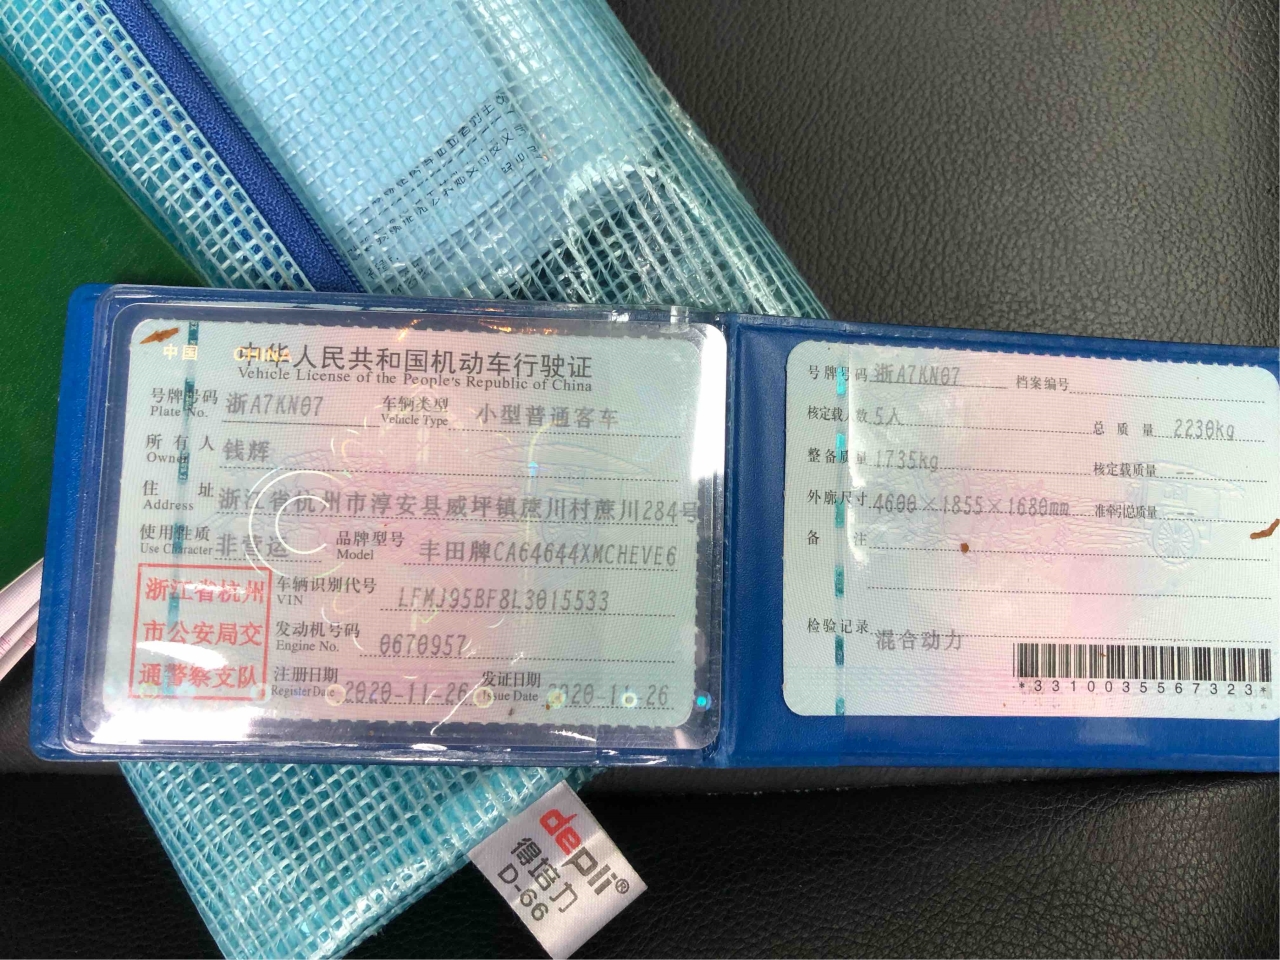 中国 CHINA
中华人民共和国机动车行驶证
Vehicle License of the People's Republic of China
号牌号码 浙A7KN07 车辆类型 小型普通客车
Plate No. Vehicle Type
所有人 钱辉
Owner
住址 浙江省杭州市淳安县威坪镇蔗川村蔗川284号
Address
使用性质 非营运 品牌型号 丰田牌CA64644XMCHEVE6
Use Character Model
浙江省杭州
市公安局交
通警察支队
车辆识别代号 LFMJ95BF8L3015533
VIN
发动机号码 0670957
Engine No.
注册日期 2020-11-26 发证日期 2020-11-26
Register Date Issue Date
号牌号码 浙A7KN07 档案编号
核定载人数 5人 总质量 2230kg
整备质量 1735kg 核定载质量 --
外廓尺寸 4600×1855×1680mm 准牵引总质量 --
备注
检验记录 混合动力
*3310035567323*
depli®
得培力
D-66